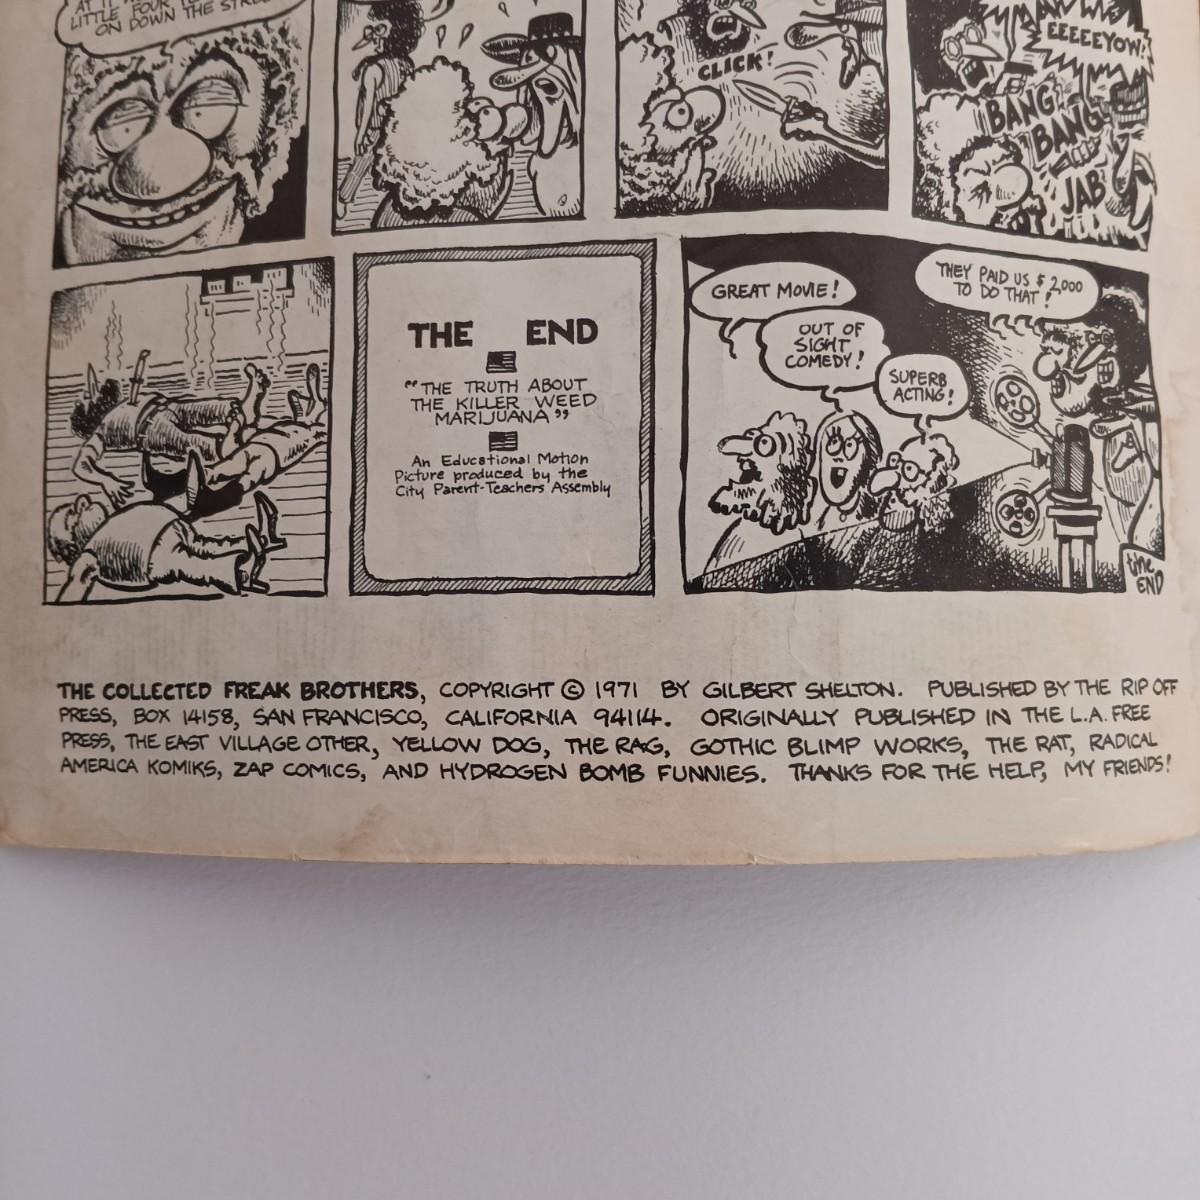 LITTLE
ON DOWN THE
CLICK!
EEEEEYOW!
BANG
BANG
JAB
THE END
"THE TRUTH ABOUT
THE KILLER WEED
MARIJUANA"
An Educational Motion
Picture produced by the
City Parent-Teachers Assembly
GREAT MOVIE!
OUT OF
SIGHT
COMEDY!
SUPERB
ACTING!
THEY PAID US $2,000
TO DO THAT!
the
END
THE COLLECTED FREAK BROTHERS, COPYRIGHT © 1971 BY GILBERT SHELTON. PUBLISHED BY THE RIP OFF
PRESS, BOX 14158, SAN FRANCISCO, CALIFORNIA 94114. ORIGINALLY PUBLISHED IN THE L.A. FREE
PRESS, THE EAST VILLAGE OTHER, YELLOW DOG, THE RAG, GOTHIC BLIMP WORKS, THE RAT, RADICAL
AMERICA KOMIKS, ZAP COMICS, AND HYDROGEN BOMB FUNNIES. THANKS FOR THE HELP, MY FRIENDS!